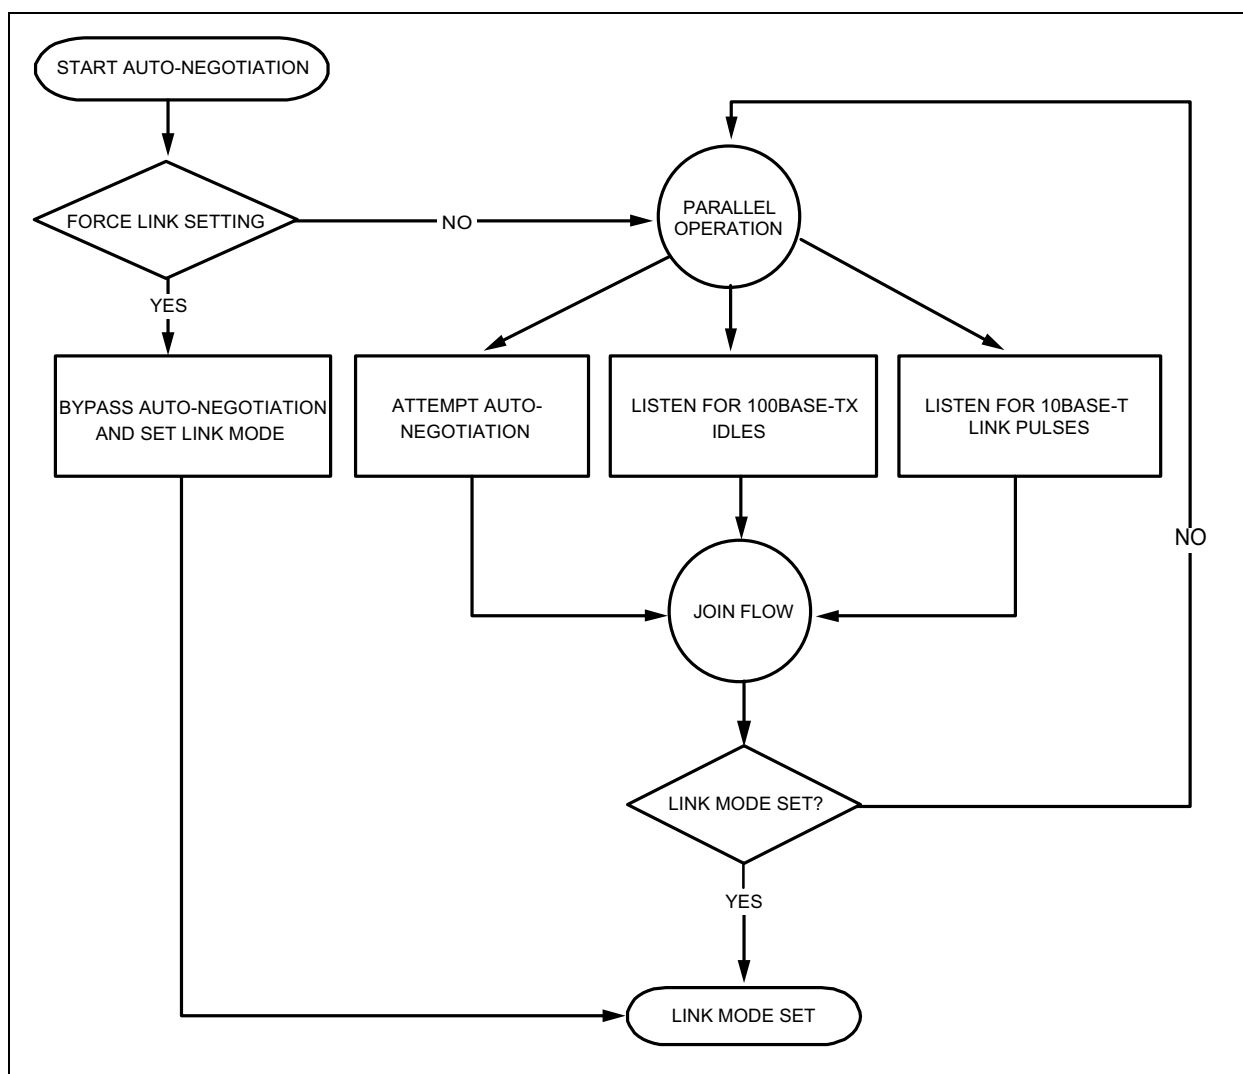 START AUTO-NEGOTIATION
FORCE LINK SETTING
NO
PARALLEL
OPERATION
YES
BYPASS AUTO-NEGOTIATION
AND SET LINK MODE
ATTEMPT AUTO-
NEGOTIATION
LISTEN FOR 100BASE-TX
IDLES
LISTEN FOR 10BASE-T
LINK PULSES
NO
JOIN FLOW
LINK MODE SET?
YES
LINK MODE SET